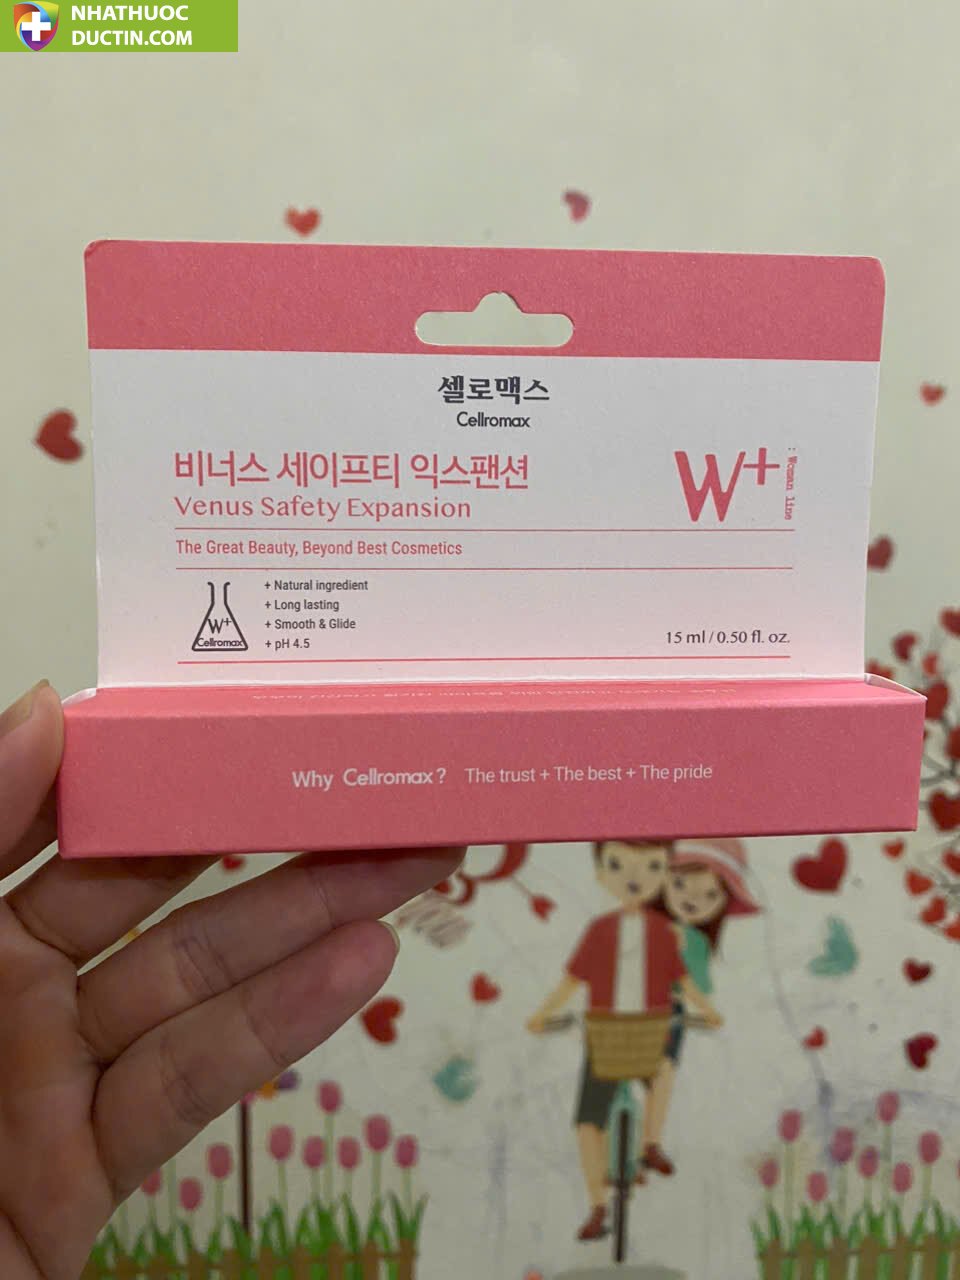 NHATHUOC
DUCTIN.COM
셀로맥스
Cellromax
비너스 세이프티 익스팬션
Venus Safety Expansion
W+
: Woman line
The Great Beauty, Beyond Best Cosmetics
W+
Cellromax
+ Natural ingredient
+ Long lasting
+ Smooth & Glide
+ pH 4.5
15 ml / 0.50 fl. oz.
Why Cellromax? The trust + The best + The pride